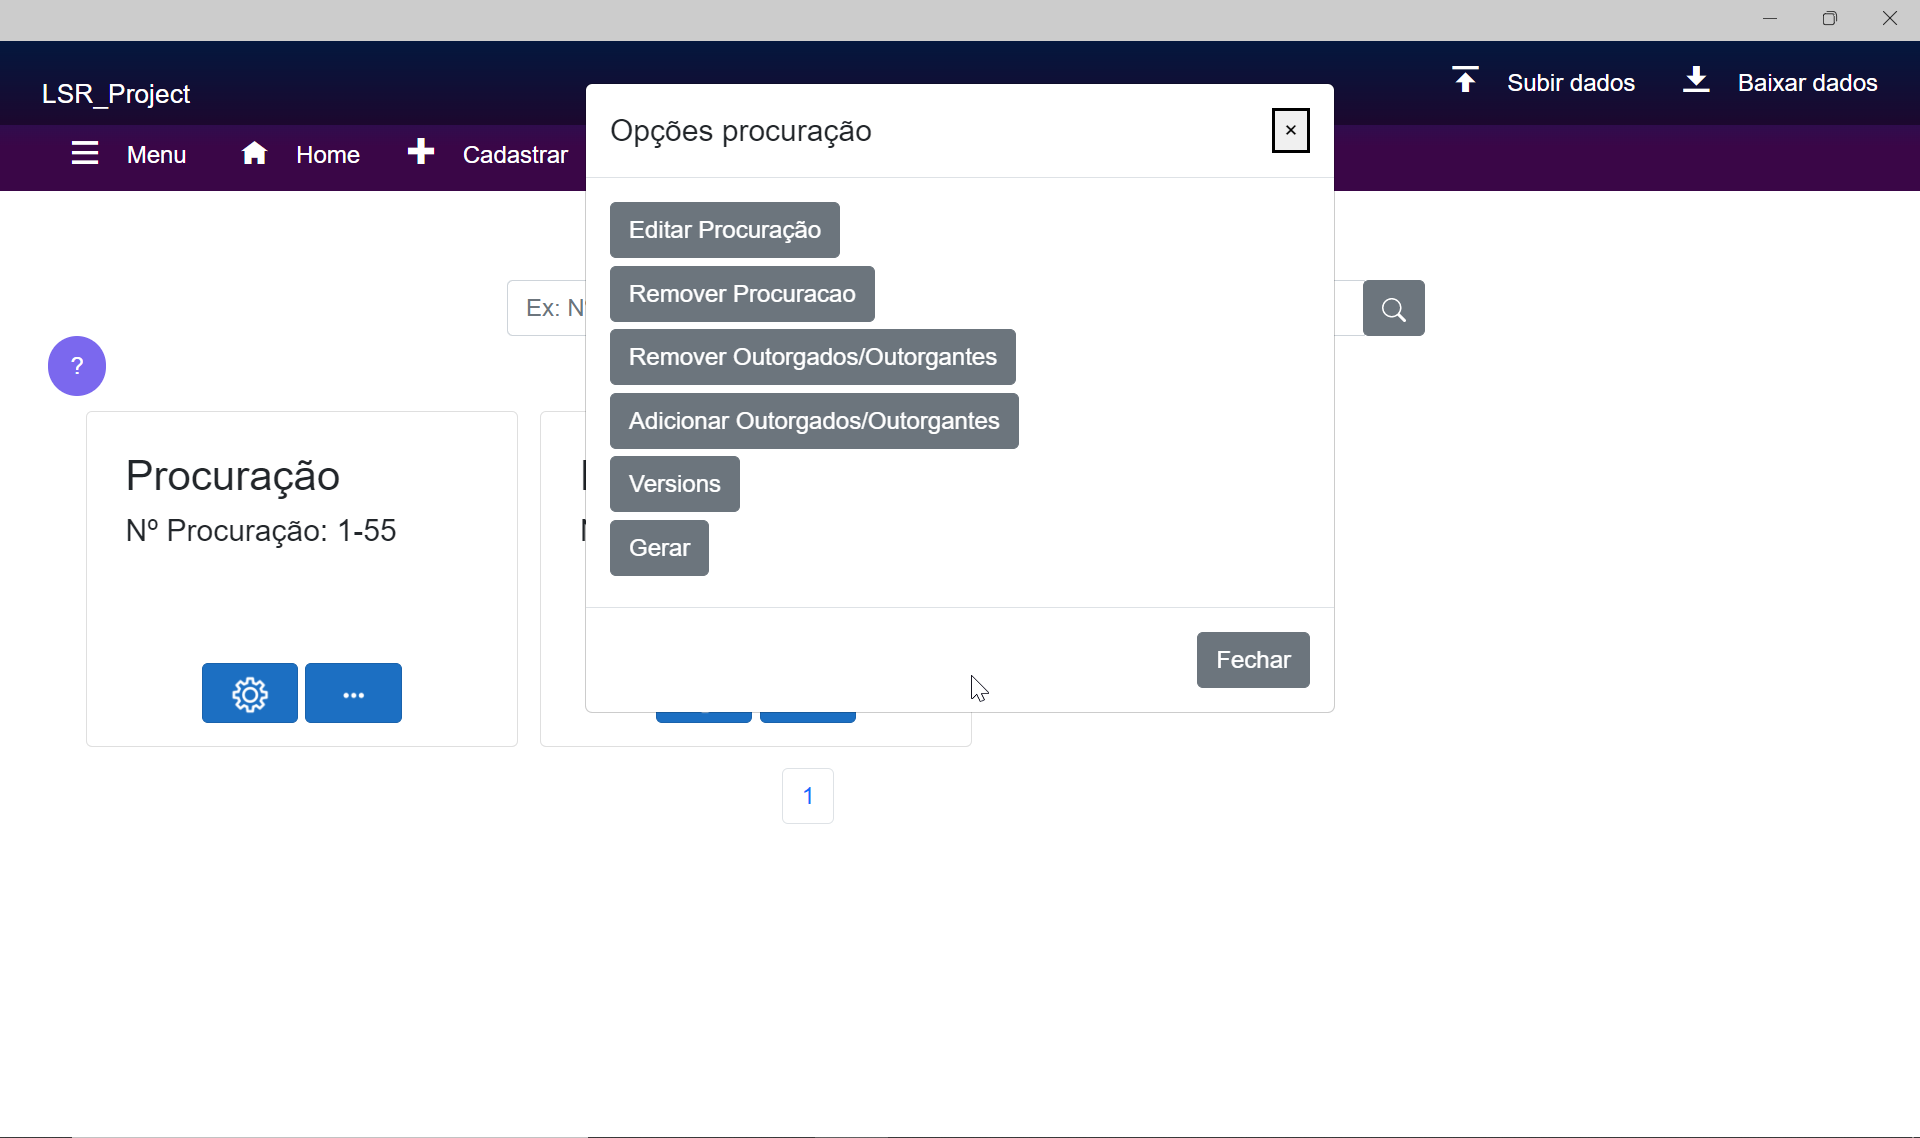 LSR_Project
Subir dados
Baixar dados
Menu
Home
Cadastrar
Opções procuração
×
Editar Procuração
Remover Procuracao
Remover Outorgados/Outorgantes
Adicionar Outorgados/Outorgantes
Versions
Gerar
Fechar
Ex:
?
Procuração
Nº Procuração: 1-55
...
1